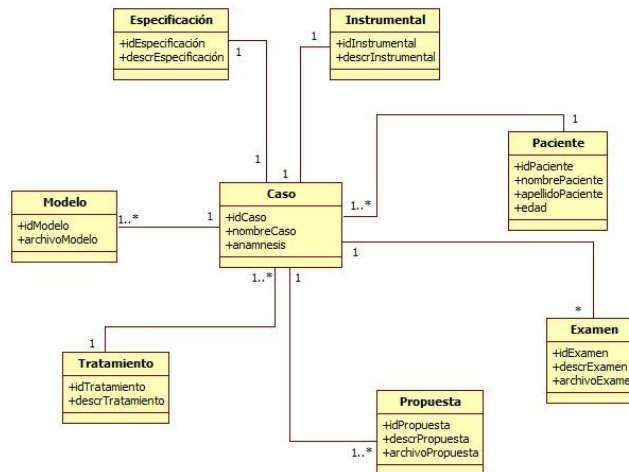 Especificación
+idEspecificación
+descrEspecificación
1
Instrumental
+idInstrumental
+descrInstrumental
1
1
1
Paciente
+idPaciente
+nombrePaciente
+apellidoPaciente
+edad
1
1..*
Modelo
+idModelo
+archivoModelo
1..*
1
Caso
+idCaso
+nombreCaso
+anamnesis
1
*
Examen
+idExamen
+descrExamen
+archivoExame
1..*
1
Tratamiento
+idTratamiento
+descrTratamiento
1
Propuesta
+idPropuesta
+descrPropuesta
+archivoPropuesta
1..*